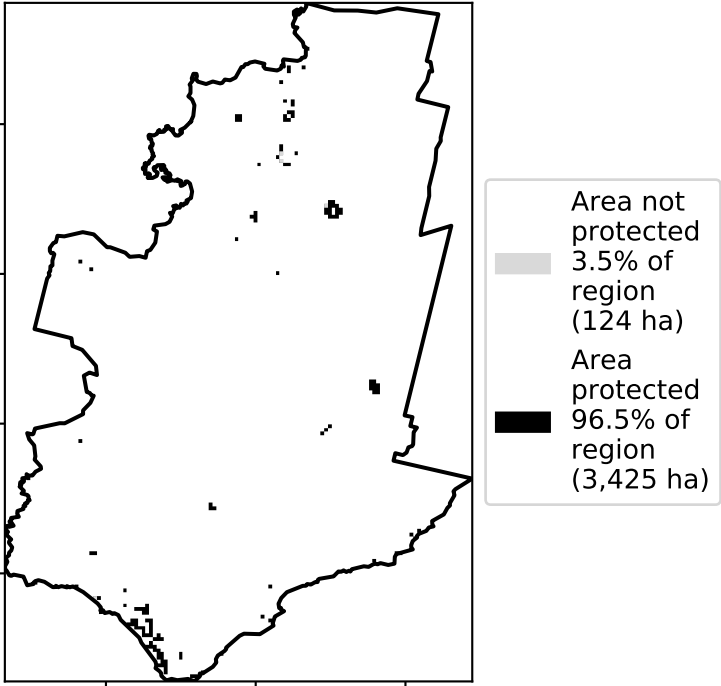 Area not
protected
3.5% of
region
(124 ha)
Area
protected
96.5% of
region
(3,425 ha)